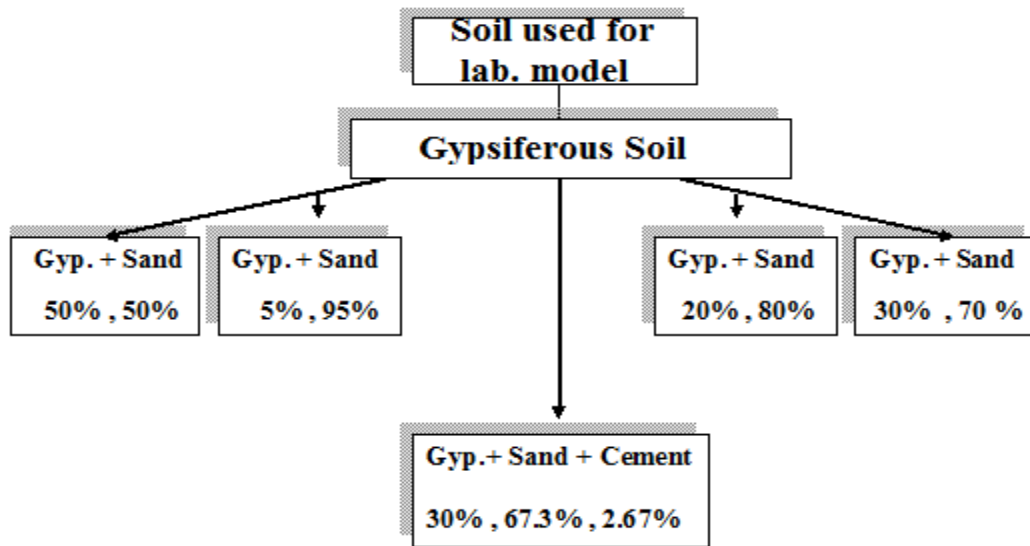 Soil used for
lab. model
Gypsiferous Soil
Gyp. + Sand
50% , 50%
Gyp. + Sand
5%, 95%
Gyp. + Sand
20%, 80%
Gyp. + Sand
30% , 70 %
Gyp.+ Sand + Cement
30% , 67.3%, 2.67%